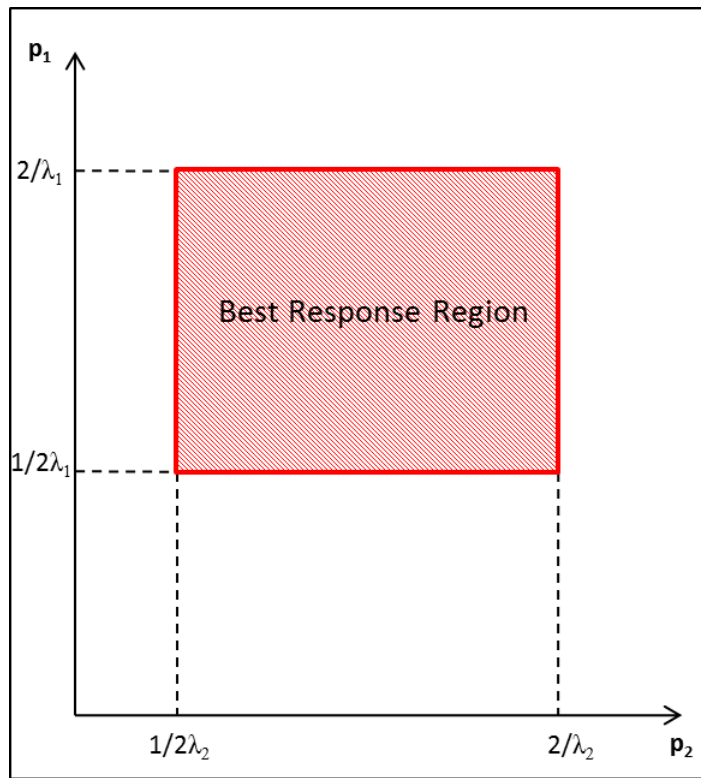 p₁
2/λ₁
Best Response Region
1/2λ₁
1/2λ₂
2/λ₂
p₂